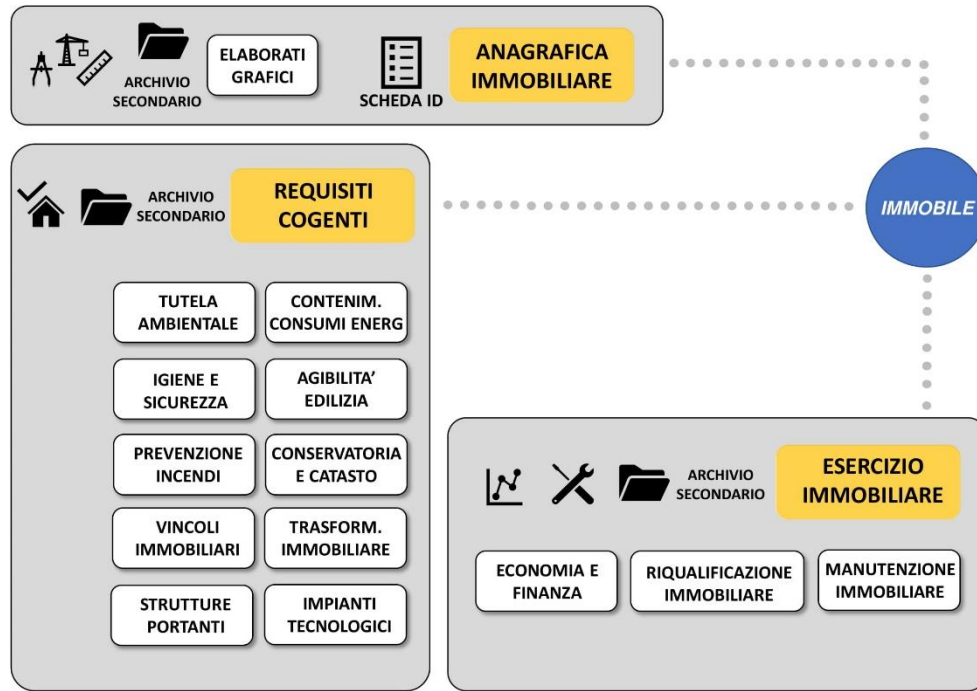 ARCHIVIO
SECONDARIO
ELABORATI
GRAFICI
SCHEDA ID
ANAGRAFICA
IMMOBILIARE
IMMOBILE
ARCHIVIO
SECONDARIO
REQUISITI
COGENTI
TUTELA
AMBIENTALE
CONTENIM.
CONSUMI ENERG
IGIENE E
SICUREZZA
AGIBILITA’
EDILIZIA
PREVENZIONE
INCENDI
CONSERVATORIA
E CATASTO
VINCOLI
IMMOBILIARI
TRASFORM.
IMMOBILIARE
STRUTTURE
PORTANTI
IMPIANTI
TECNOLOGICI
ARCHIVIO
SECONDARIO
ESERCIZIO
IMMOBILIARE
ECONOMIA E
FINANZA
RIQUALIFICAZIONE
IMMOBILIARE
MANUTENZIONE
IMMOBILIARE